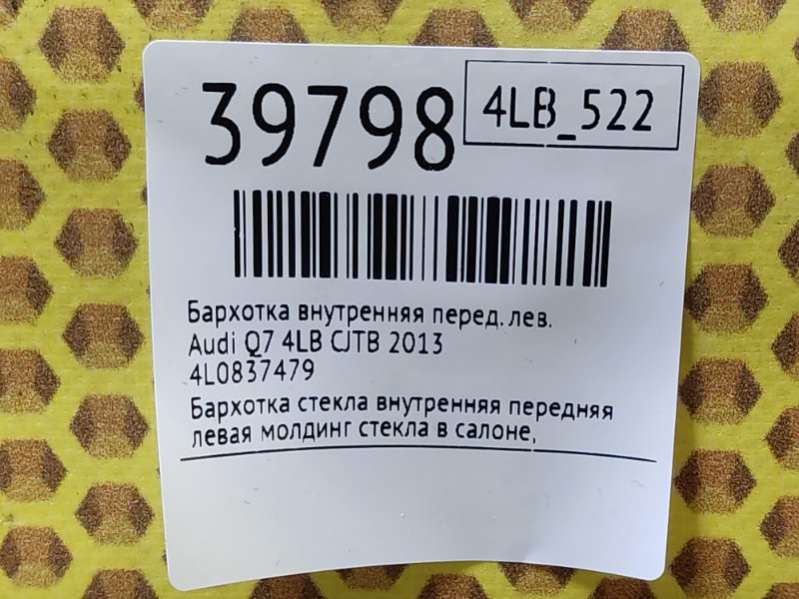 39798
4LB_522
Бархотка внутренняя перед. лев.
Audi Q7 4LB CJTB 2013
4L0837479
Бархотка стекла внутренняя передняя
левая молдинг стекла в салоне,